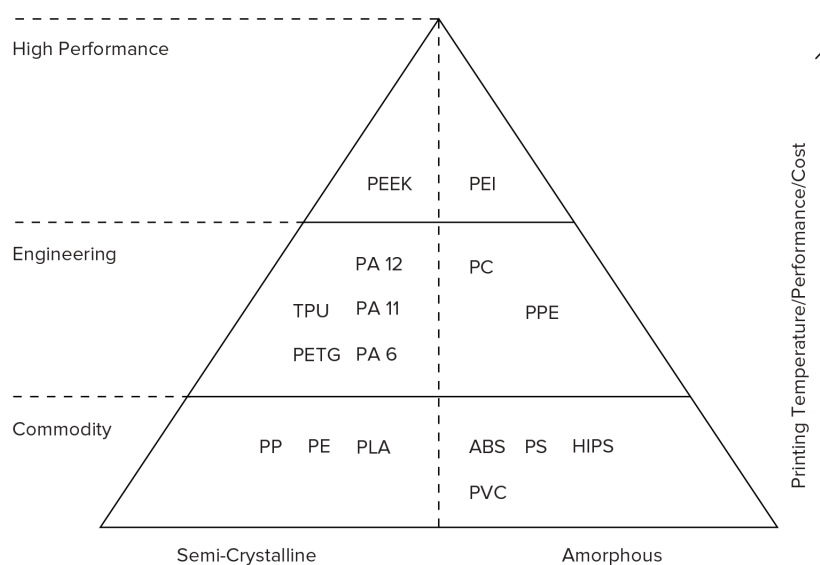 High Performance
PEEK PEI
Engineering
PA 12 PC
TPU PA 11 PPE
PETG PA 6
Commodity
PP PE PLA ABS PS HIPS
PVC
Semi-Crystalline Amorphous
Printing Temperature/Performance/Cost